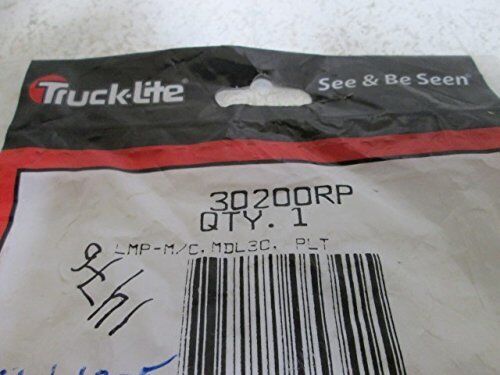 Truck-Lite®
See & Be Seen®
30200RP
QTY. 1
LMP-M/C,MDL30, PLT